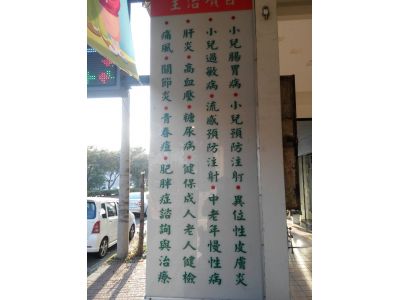 主治項目
小兒腸胃病•小兒預防注射•異位性皮膚炎
小兒過敏病•流感預防注射•中老年慢性病
肝炎•高血壓•糖尿病•健保成人老人健檢
痛風•關節炎•青春痘•肥胖症諮詢與治療